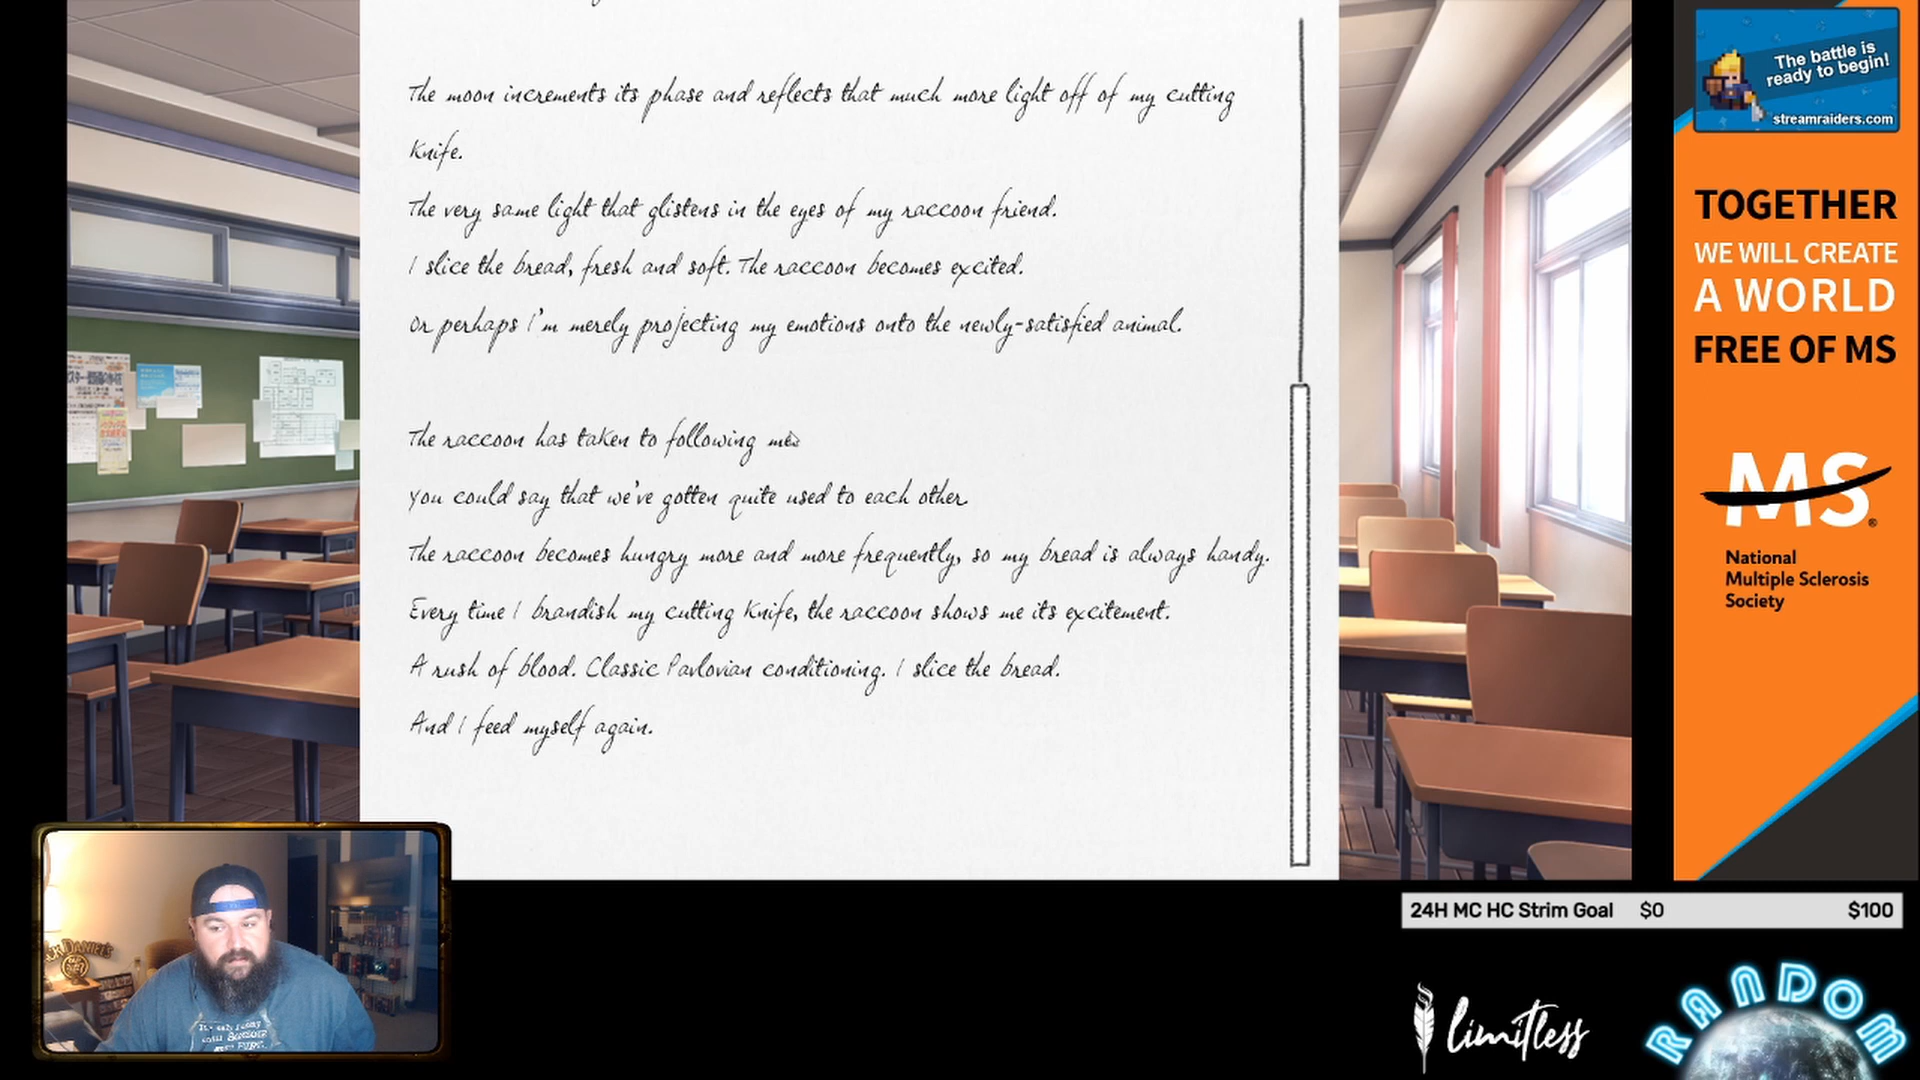 The moon increments its phase and reflects that much more light off of my cutting
knife.
The very same light that glistens in the eyes of my raccoon friend.
I slice the bread, fresh and soft. The raccoon becomes excited.
Or perhaps I'm merely projecting my emotions onto the newly-satisfied animal.
The raccoon has taken to following me.
You could say that we've gotten quite used to each other.
The raccoon becomes hungry more and more frequently, so my bread is always handy.
Every time I brandish my cutting knife, the raccoon shows me its excitement.
A rush of blood. Classic Pavlovian conditioning. I slice the bread.
And I feed myself again.
The battle is
ready to begin!
streamraiders.com
TOGETHER
WE WILL CREATE
A WORLD
FREE OF MS
MS
National
Multiple Sclerosis
Society
24H MC HC Strim Goal $0 $100
limitless
RANDOM